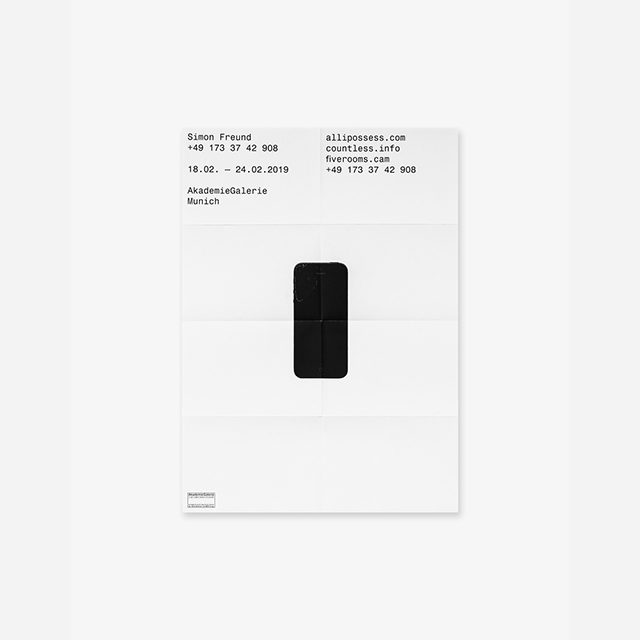 Simon Freund
+49 173 37 42 908
18.02. – 24.02.2019
AkademieGalerie
Munich
allipossess.com
countless.info
fiverooms.cam
+49 173 37 42 908
AkademieGalerie